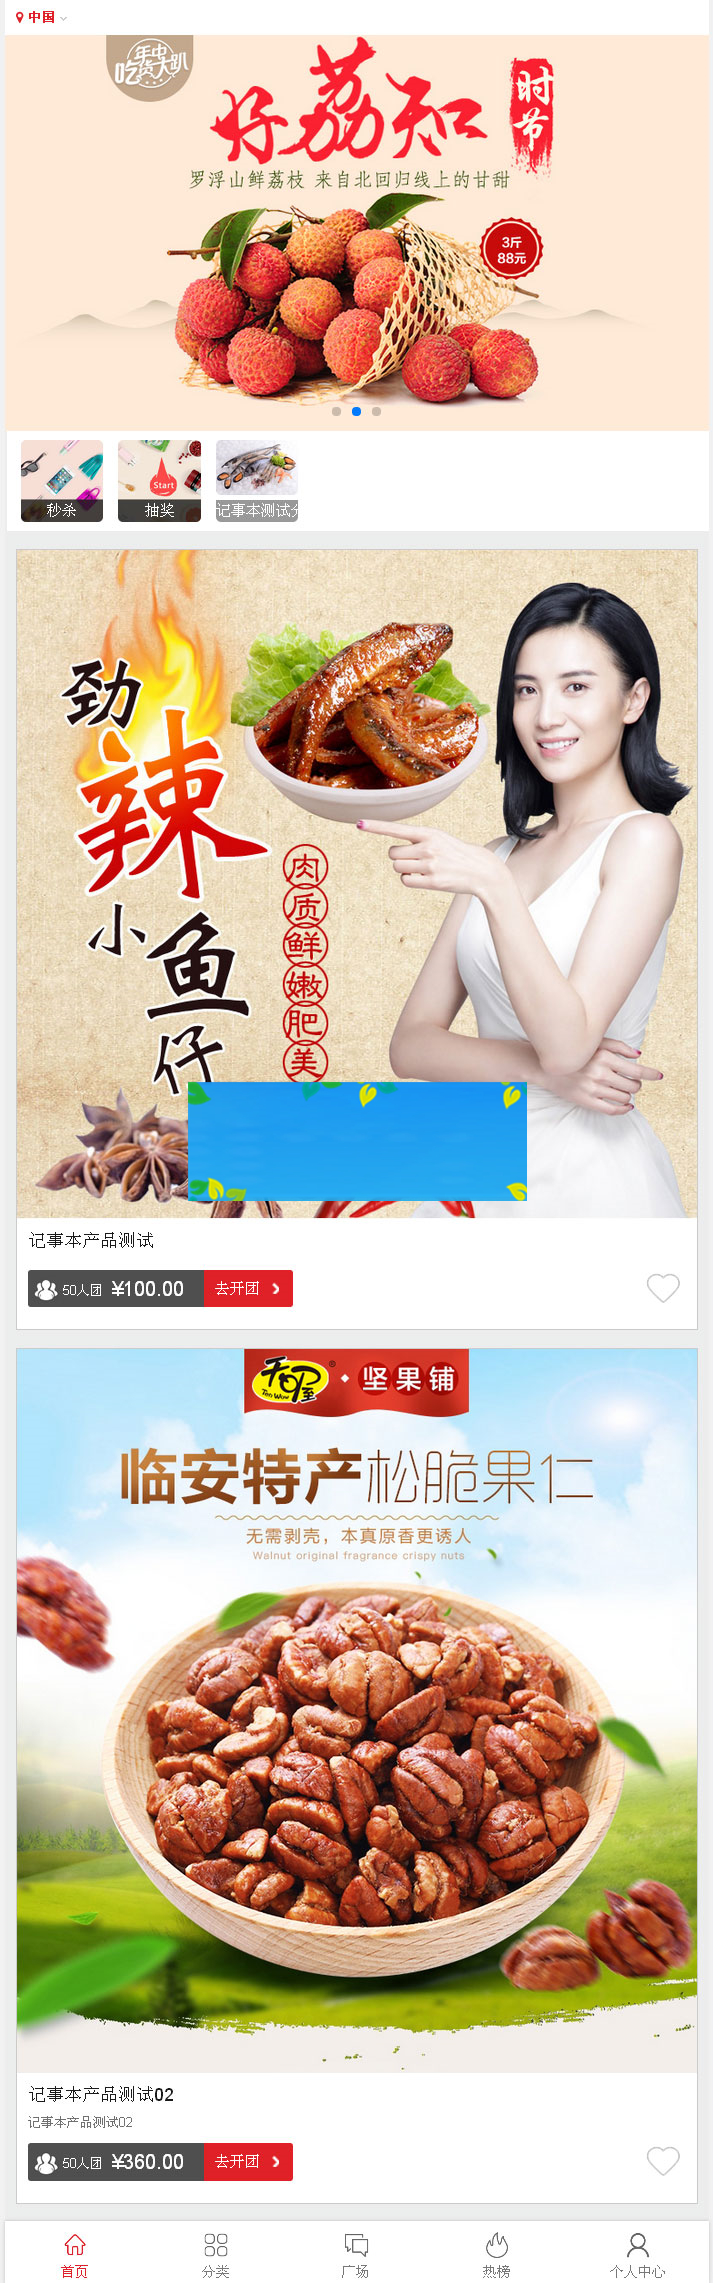 中国
年中
吃货大趴
好荔知
时节
罗浮山鲜荔枝 来自北回归线上的甘甜
3斤
88元
Start
秒杀
抽奖
记事本测试分
劲
辣
小
鱼
仔
肉质鲜嫩肥美
记事本产品测试
50人团 ¥100.00 去开团
Ten Wow ® · 坚果铺
临安特产松脆果仁
无需剥壳，本真原香更诱人
Walnut original fragrance crispy nuts
记事本产品测试02
记事本产品测试02
50人团 ¥360.00 去开团
首页 分类 广场 热榜 个人中心